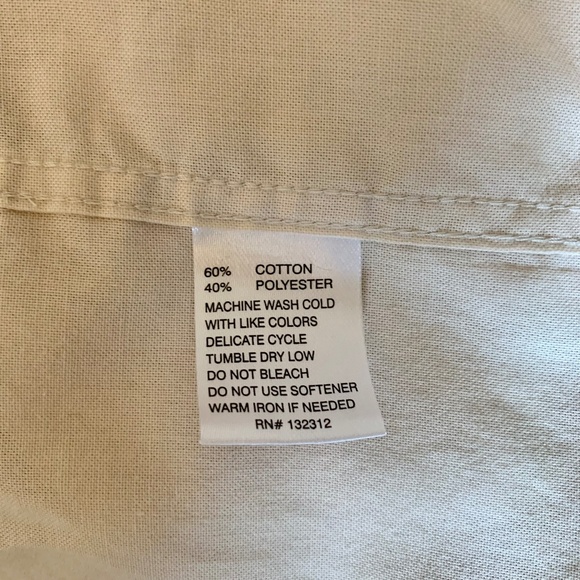 60% COTTON
40% POLYESTER
MACHINE WASH COLD
WITH LIKE COLORS
DELICATE CYCLE
TUMBLE DRY LOW
DO NOT BLEACH
DO NOT USE SOFTENER
WARM IRON IF NEEDED
RN# 132312